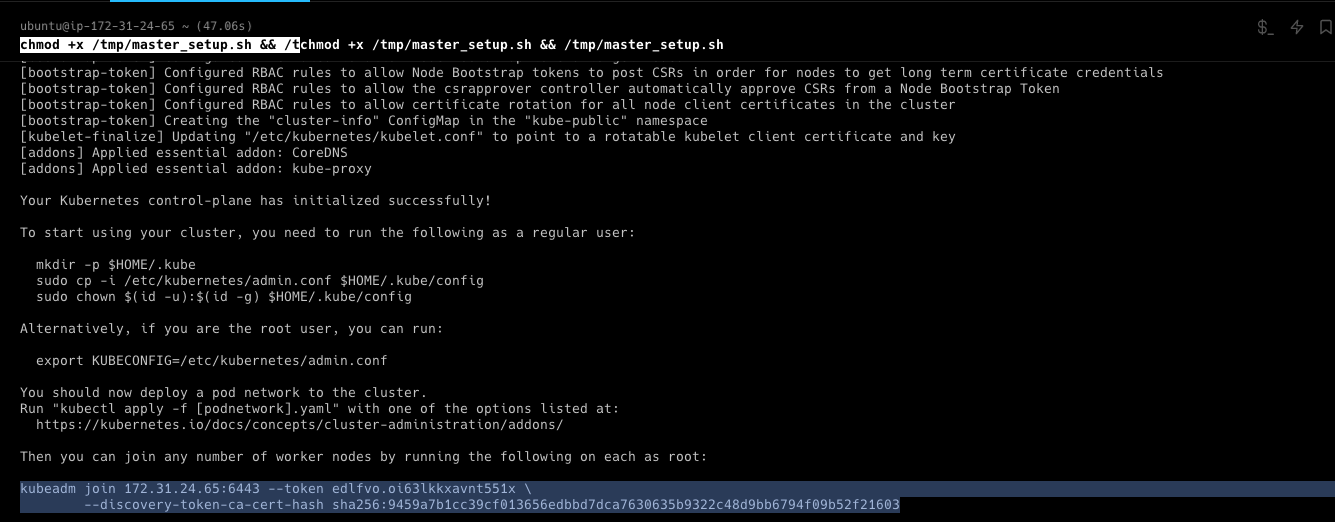 ubuntu@ip-172-31-24-65 ~ (47.06s)
chmod +x /tmp/master_setup.sh && /tchmod +x /tmp/master_setup.sh && /tmp/master_setup.sh
$_
[bootstrap-token] Configured RBAC rules to allow Node Bootstrap tokens to post CSRs in order for nodes to get long term certificate credentials
[bootstrap-token] Configured RBAC rules to allow the csrapprover controller automatically approve CSRs from a Node Bootstrap Token
[bootstrap-token] Configured RBAC rules to allow certificate rotation for all node client certificates in the cluster
[bootstrap-token] Creating the "cluster-info" ConfigMap in the "kube-public" namespace
[kubelet-finalize] Updating "/etc/kubernetes/kubelet.conf" to point to a rotatable kubelet client certificate and key
[addons] Applied essential addon: CoreDNS
[addons] Applied essential addon: kube-proxy
Your Kubernetes control-plane has initialized successfully!
To start using your cluster, you need to run the following as a regular user:
mkdir -p $HOME/.kube
sudo cp -i /etc/kubernetes/admin.conf $HOME/.kube/config
sudo chown $(id -u):$(id -g) $HOME/.kube/config
Alternatively, if you are the root user, you can run:
export KUBECONFIG=/etc/kubernetes/admin.conf
You should now deploy a pod network to the cluster.
Run "kubectl apply -f [podnetwork].yaml" with one of the options listed at:
https://kubernetes.io/docs/concepts/cluster-administration/addons/
Then you can join any number of worker nodes by running the following on each as root:
kubeadm join 172.31.24.65:6443 --token edlfvo.oi63lkkxavnt551x \
--discovery-token-ca-cert-hash sha256:9459a7b1cc39cf013656edbbd7dca7630635b9322c48d9bb6794f09b52f21603